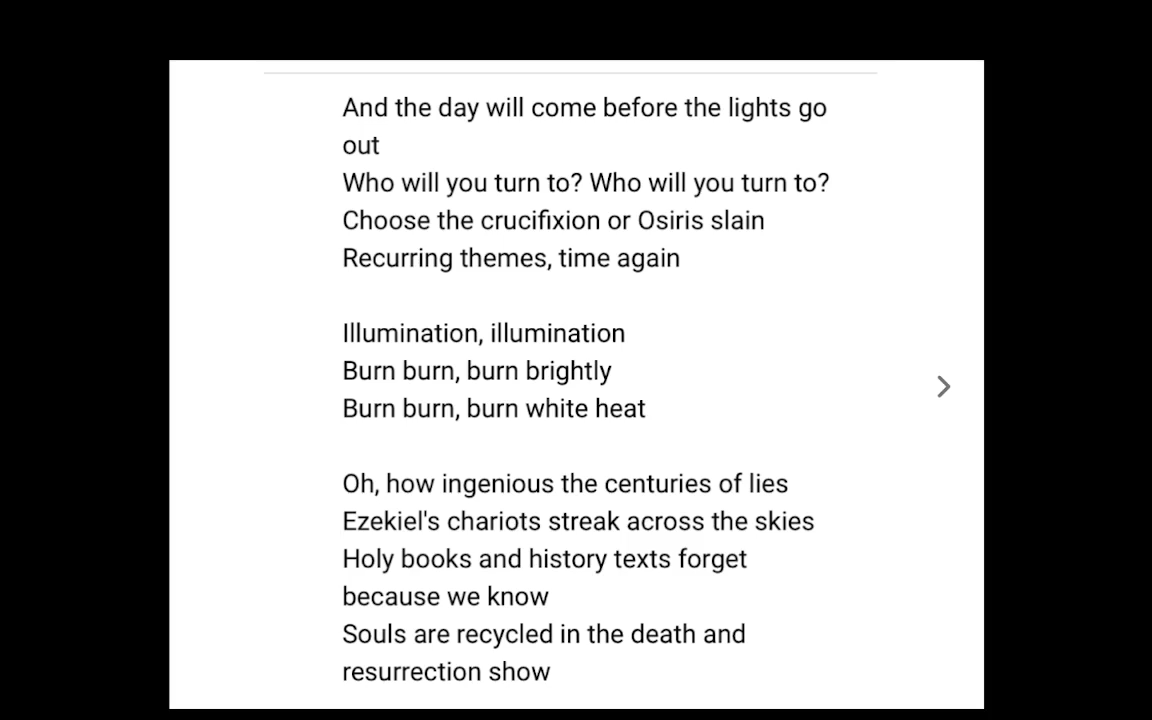 And the day will come before the lights go
out
Who will you turn to? Who will you turn to?
Choose the crucifixion or Osiris slain
Recurring themes, time again
Illumination, illumination
Burn burn, burn brightly
Burn burn, burn white heat
Oh, how ingenious the centuries of lies
Ezekiel's chariots streak across the skies
Holy books and history texts forget
because we know
Souls are recycled in the death and
resurrection show